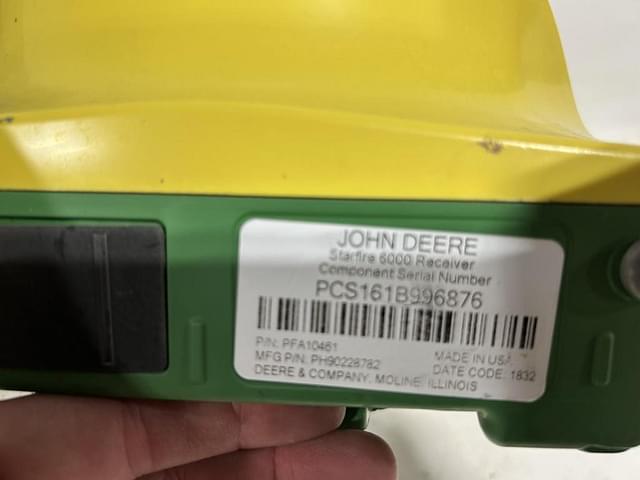 JOHN DEERE
Starfire 6000 Receiver
Component Serial Number
PCS161B996876
P/N: PFA10461
MFG P/N: PH90228782
MADE IN USA
DEERE & COMPANY, MOLINE, ILLINOIS
DATE CODE: 1832